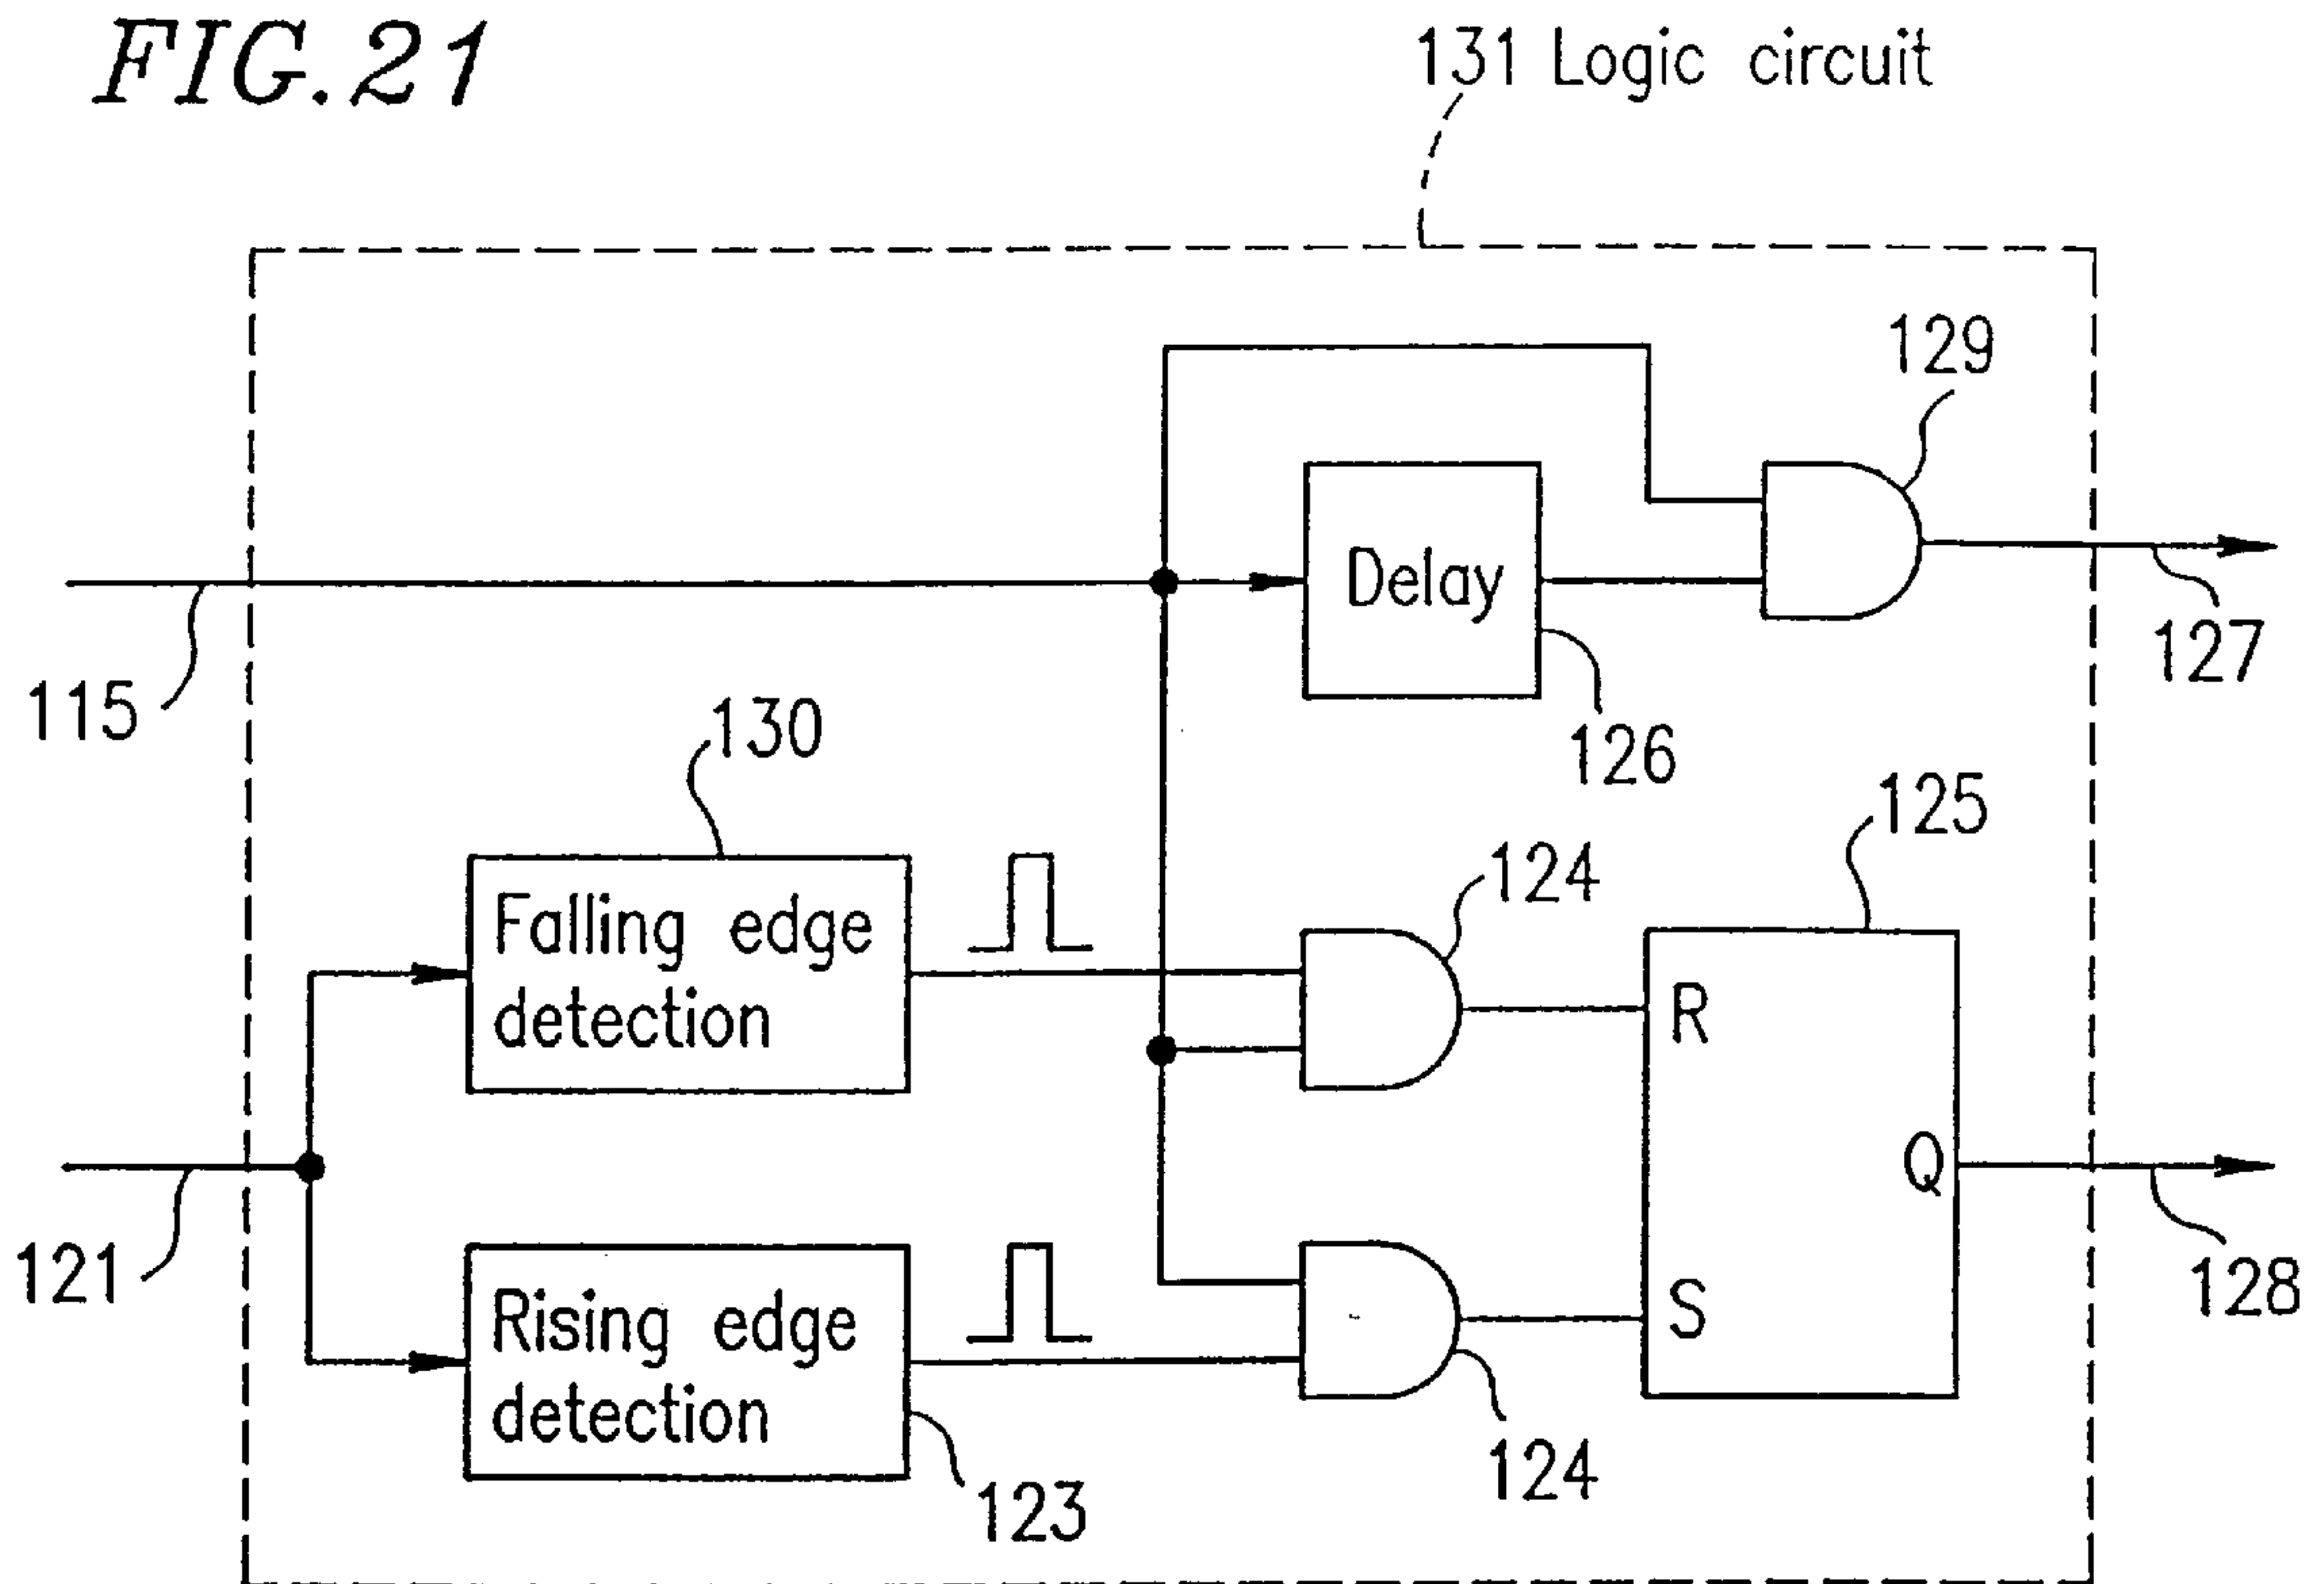 FIG.21
131 Logic circuit
129
Delay
115
127
130
126
125
124
Falling edge
detection
R
Q
121
128
Rising edge
detection
S
124
123